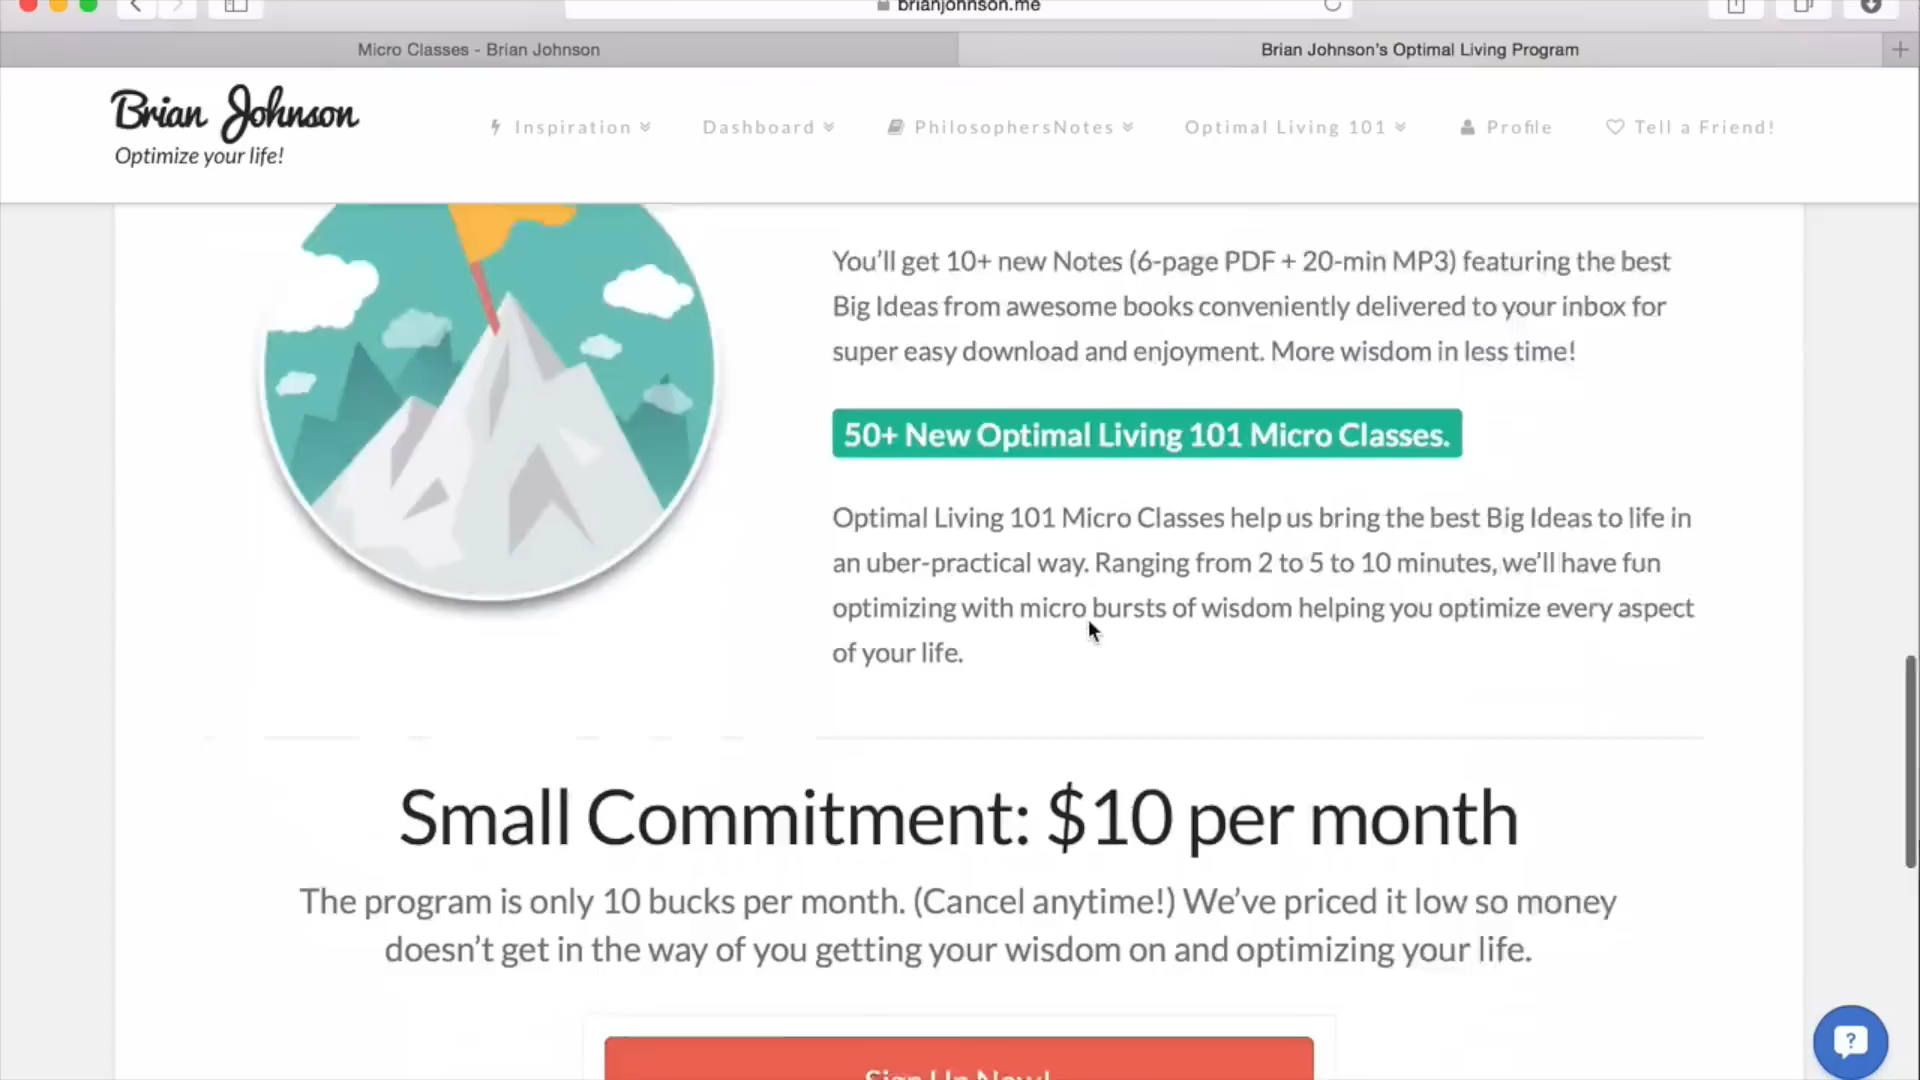 brianjohnson.me
Micro Classes - Brian Johnson
Brian Johnson's Optimal Living Program
Brian Johnson
Optimize your life!
Inspiration
Dashboard
PhilosophersNotes
Optimal Living 101
Profile
Tell a Friend!
You'll get 10+ new Notes (6-page PDF + 20-min MP3) featuring the best
Big Ideas from awesome books conveniently delivered to your inbox for
super easy download and enjoyment. More wisdom in less time!
50+ New Optimal Living 101 Micro Classes.
Optimal Living 101 Micro Classes help us bring the best Big Ideas to life in
an uber-practical way. Ranging from 2 to 5 to 10 minutes, we'll have fun
optimizing with micro bursts of wisdom helping you optimize every aspect
of your life.
Small Commitment: $10 per month
The program is only 10 bucks per month. (Cancel anytime!) We've priced it low so money
doesn't get in the way of you getting your wisdom on and optimizing your life.
Sign Up Now!
?